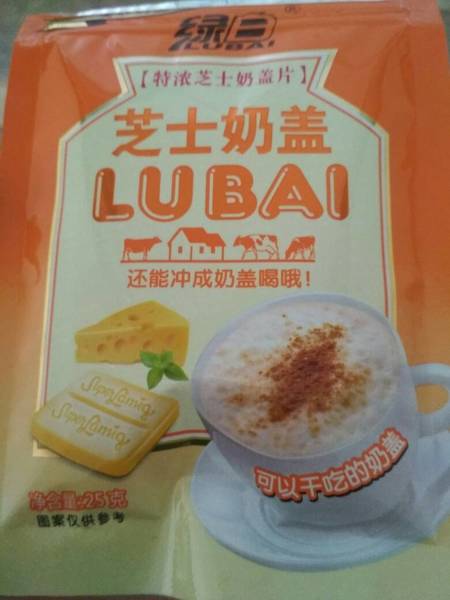 绿白®
LUBAI
【特浓芝士奶盖片】
芝士奶盖
LUBAI
还能冲成奶盖喝哦！
可以干吃的奶盖
净含量:25克
图案仅供参考